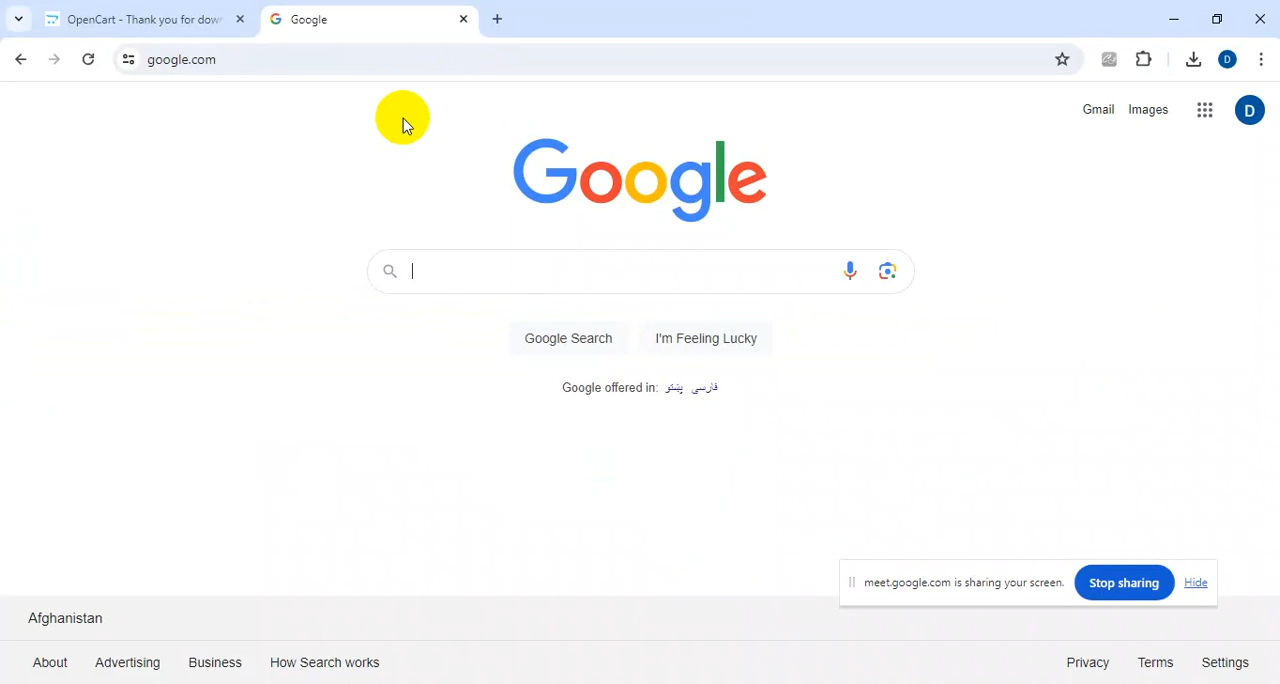 OpenCart - Thank you for dow
Google
google.com
D
Gmail Images
D
Google
Google Search
I'm Feeling Lucky
Google offered in: پښتو فارسی
meet.google.com is sharing your screen.
Stop sharing
Hide
Afghanistan
About Advertising Business How Search works
Privacy Terms Settings